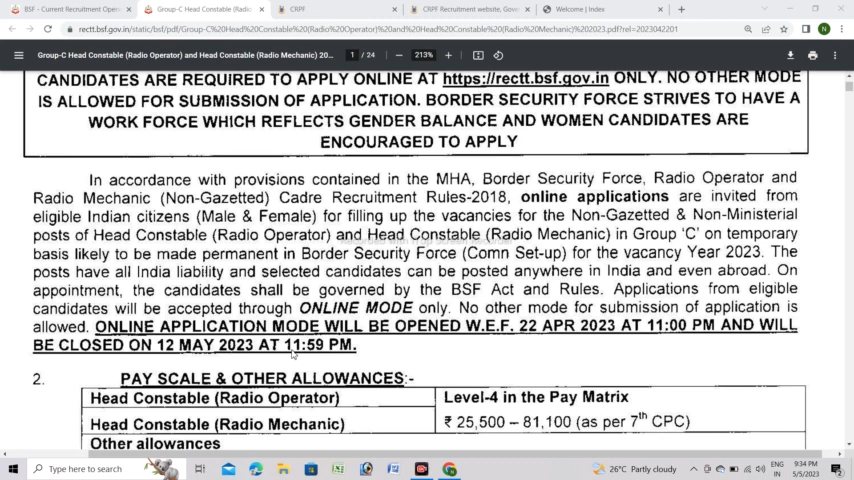 BSF - Current Recruitment Open
Group-C Head Constable (Radio
CRPF
CRPF Recruitment website, Gove
Welcome | Index
rectt.bsf.gov.in/static/bsf/pdf/Group-C%20Head%20Constable%20(Radio%20Operator)%20and%20Head%20Constable%20(Radio%20Mechanic)%202023.pdf?rel=2023042201
N
Group-C Head Constable (Radio Operator) and Head Constable (Radio Mechanic) 20...
1 / 24
213%
CANDIDATES ARE REQUIRED TO APPLY ONLINE AT https://rectt.bsf.gov.in ONLY. NO OTHER MODE
IS ALLOWED FOR SUBMISSION OF APPLICATION. BORDER SECURITY FORCE STRIVES TO HAVE A
WORK FORCE WHICH REFLECTS GENDER BALANCE AND WOMEN CANDIDATES ARE
ENCOURAGED TO APPLY
In accordance with provisions contained in the MHA, Border Security Force, Radio Operator and
Radio Mechanic (Non-Gazetted) Cadre Recruitment Rules-2018, online applications are invited from
eligible Indian citizens (Male & Female) for filling up the vacancies for the Non-Gazetted & Non-Ministerial
posts of Head Constable (Radio Operator) and Head Constable (Radio Mechanic) in Group 'C' on temporary
basis likely to be made permanent in Border Security Force (Comn Set-up) for the vacancy Year 2023. The
posts have all India liability and selected candidates can be posted anywhere in India and even abroad. On
appointment, the candidates shall be governed by the BSF Act and Rules. Applications from eligible
candidates will be accepted through ONLINE MODE only. No other mode for submission of application is
allowed. ONLINE APPLICATION MODE WILL BE OPENED W.E.F. 22 APR 2023 AT 11:00 PM AND WILL
BE CLOSED ON 12 MAY 2023 AT 11:59 PM.
2. PAY SCALE & OTHER ALLOWANCES:-
Head Constable (Radio Operator) Level-4 in the Pay Matrix
Head Constable (Radio Mechanic) ₹ 25,500 – 81,100 (as per 7th CPC)
Other allowances
Type here to search
26°C Partly cloudy
ENG
IN
9:34 PM
5/5/2023
2